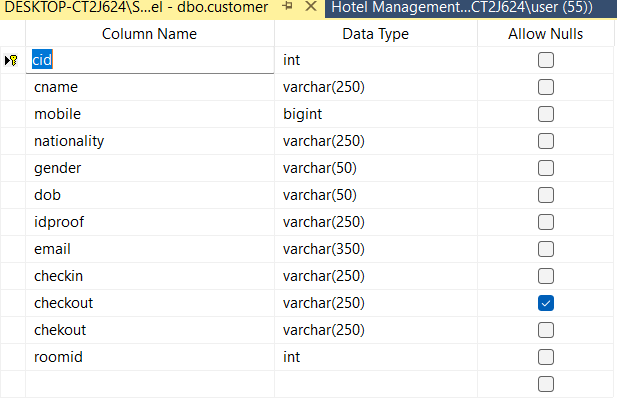 DESKTOP-CT2J624\S...el - dbo.customer Hotel Management...CT2J624\user (55))
Column Name Data Type Allow Nulls
cid int
cname varchar(250)
mobile bigint
nationality varchar(250)
gender varchar(50)
dob varchar(50)
idproof varchar(250)
email varchar(350)
checkin varchar(250)
checkout varchar(250)
chekout varchar(250)
roomid int